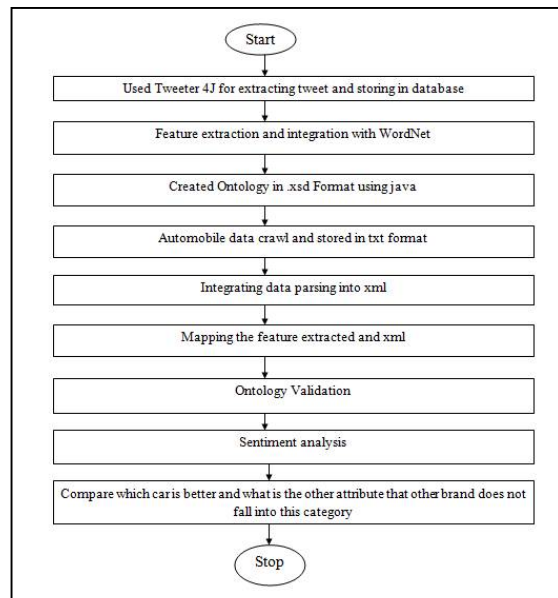 Start
Used Tweeter 4J for extracting tweet and storing in database
Feature extraction and integration with WordNet
Created Ontology in .xsd Format using java
Automobile data crawl and stored in txt format
Integrating data parsing into xml
Mapping the feature extracted and xml
Ontology Validation
Sentiment analysis
Compare which car is better and what is the other attribute that other brand does not
fall into this category
Stop